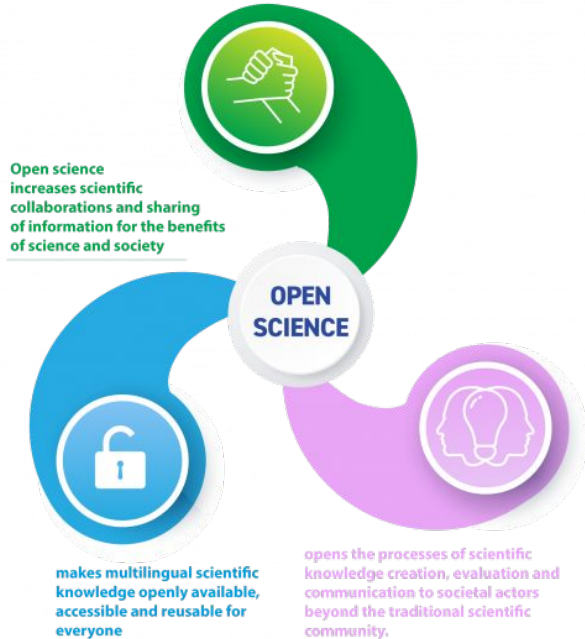 Open science
increases scientific
collaborations and sharing
of information for the benefits
of science and society
OPEN
SCIENCE
makes multilingual scientific
knowledge openly available,
accessible and reusable for
everyone
opens the processes of scientific
knowledge creation, evaluation and
communication to societal actors
beyond the traditional scientific
community.